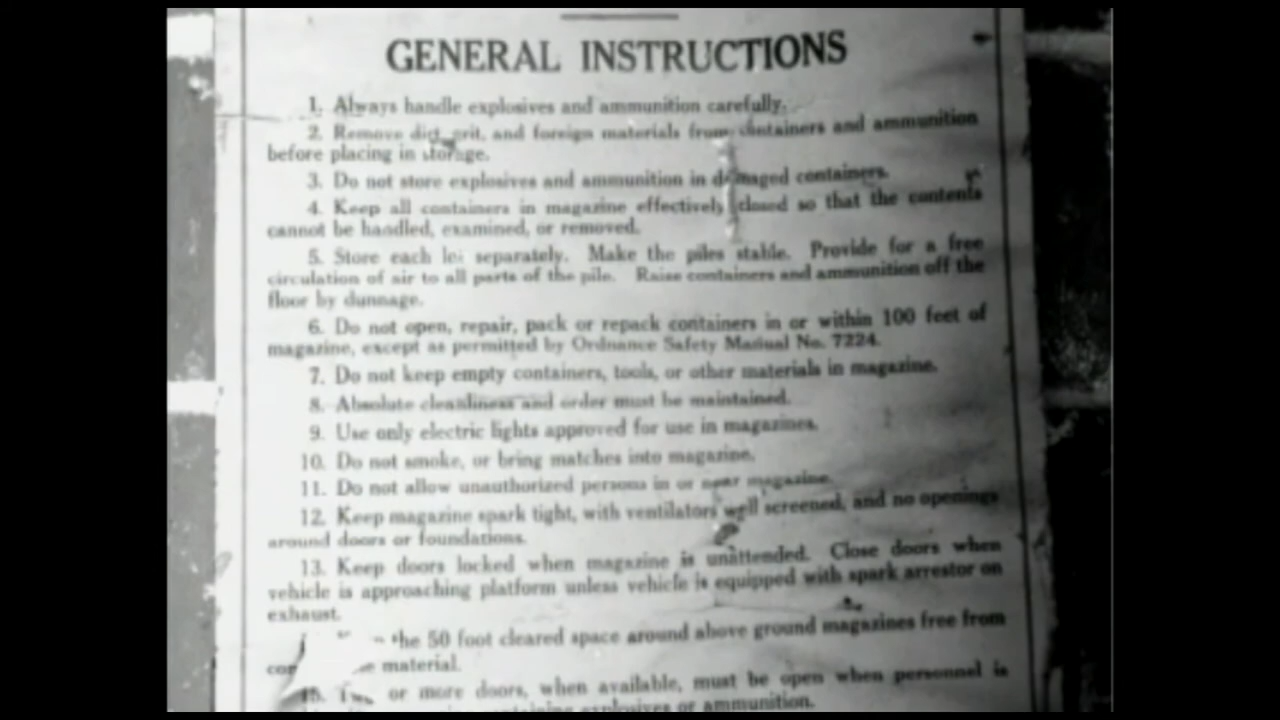 GENERAL INSTRUCTIONS
1. Always handle explosives and ammunition carefully.
2. Remove dirt, grit, and foreign materials from containers and ammunition
before placing in storage.
3. Do not store explosives and ammunition in damaged containers.
4. Keep all containers in magazine effectively closed so that the contents
cannot be handled, examined, or removed.
5. Store each lot separately. Make the piles stable. Provide for a free
circulation of air to all parts of the pile. Raise containers and ammunition off the
floor by dunnage.
6. Do not open, repair, pack or repack containers in or within 100 feet of
magazine, except as permitted by Ordnance Safety Manual No. 7224.
7. Do not keep empty containers, tools, or other materials in magazine.
8. Absolute cleanliness and order must be maintained.
9. Use only electric lights approved for use in magazines.
10. Do not smoke, or bring matches into magazine.
11. Do not allow unauthorized persons in or near magazine.
12. Keep magazine spark tight, with ventilators well screened, and no openings
around doors or foundations.
13. Keep doors locked when magazine is unattended. Close doors when
vehicle is approaching platform unless vehicle is equipped with spark arrestor on
exhaust.
the 50 foot cleared space around above ground magazines free from
material.
15. Two or more doors, when available, must be open when personnel is
containing explosives or ammunition.